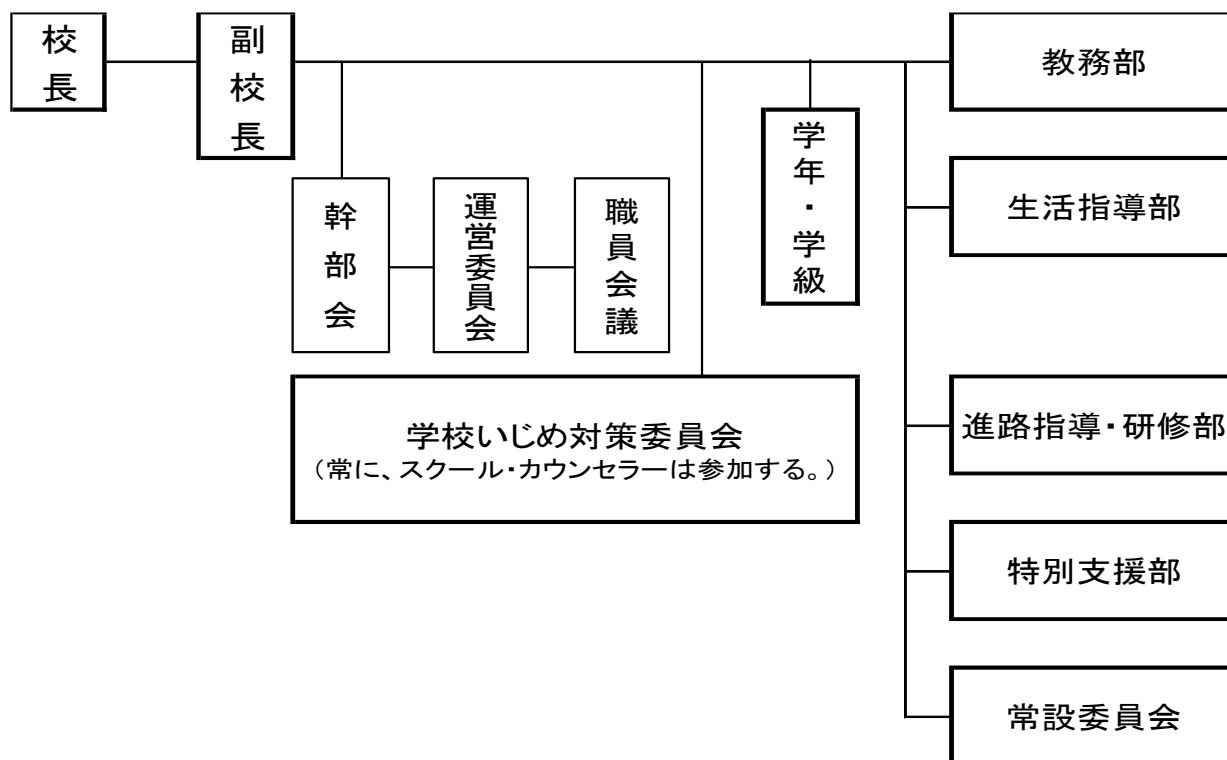 校長
副校長
教務部
学年・学級
生活指導部
幹部会
運営委員会
職員会議
学校いじめ対策委員会
（常に、スクール・カウンセラーは参加する。）
進路指導・研修部
特別支援部
常設委員会